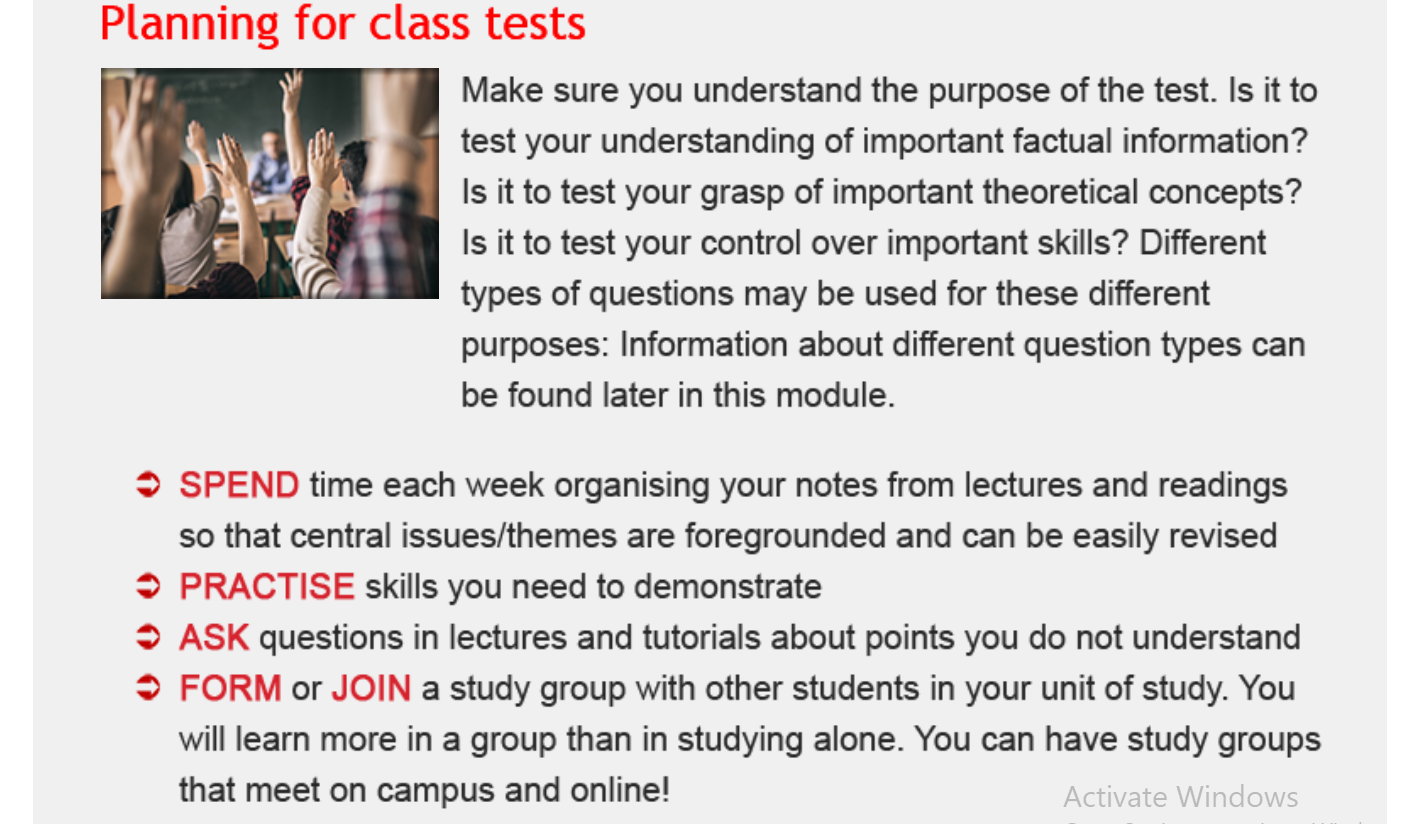 Planning for class tests
Make sure you understand the purpose of the test. Is it to
test your understanding of important factual information?
Is it to test your grasp of important theoretical concepts?
Is it to test your control over important skills? Different
types of questions may be used for these different
purposes: Information about different question types can
be found later in this module.
SPEND time each week organising your notes from lectures and readings
so that central issues/themes are foregrounded and can be easily revised
PRACTISE skills you need to demonstrate
ASK questions in lectures and tutorials about points you do not understand
FORM or JOIN a study group with other students in your unit of study. You
will learn more in a group than in studying alone. You can have study groups
that meet on campus and online!
Activate Windows